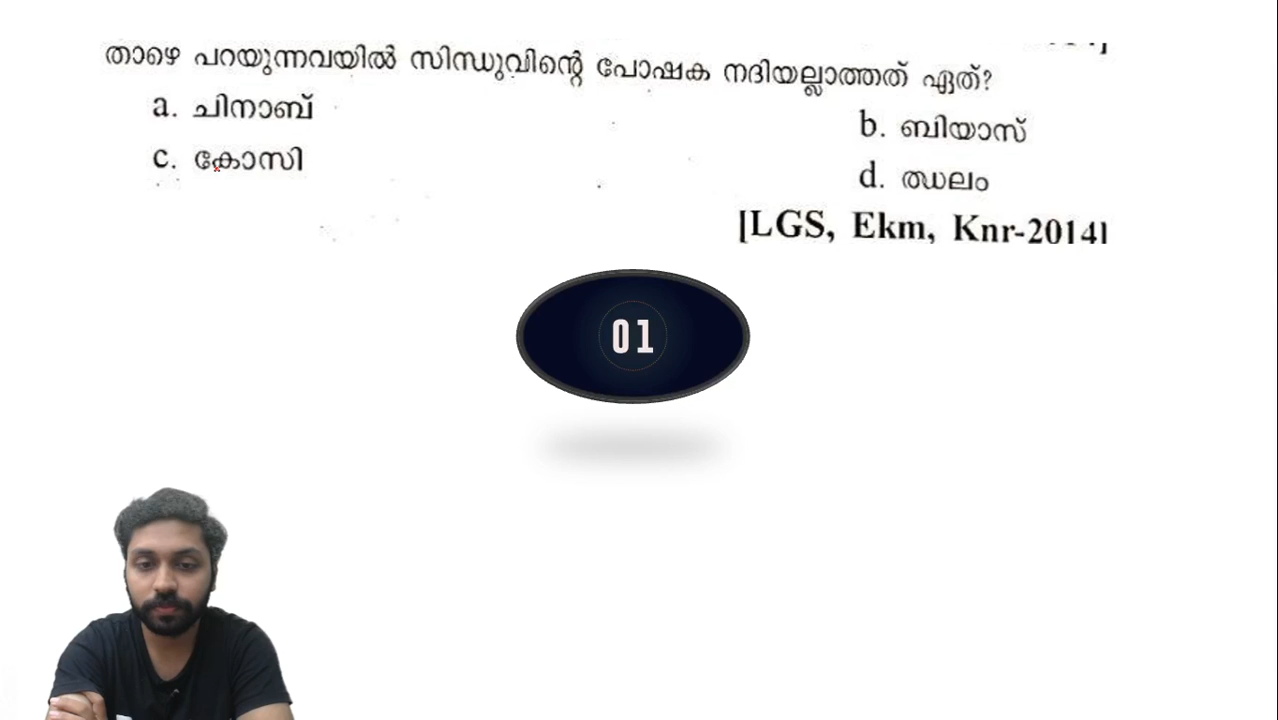 താഴെ പറയുന്നവയിൽ സിന്ധുവിന്റെ പോഷക നദിയല്ലാത്തത് ഏത്?
a. ചിനാബ് b. ബിയാസ്
c. കോസി d. ഝലം
[LGS, Ekm, Knr-2014]
01